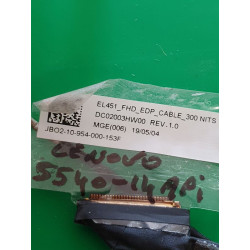 EL451_FHD_EDP_CABLE_300 NITS
DC02003HW00 REV:1.0
MGE(006) 19/05/04
JBO2-10-954-000-153F
LENOVO
5540-14API